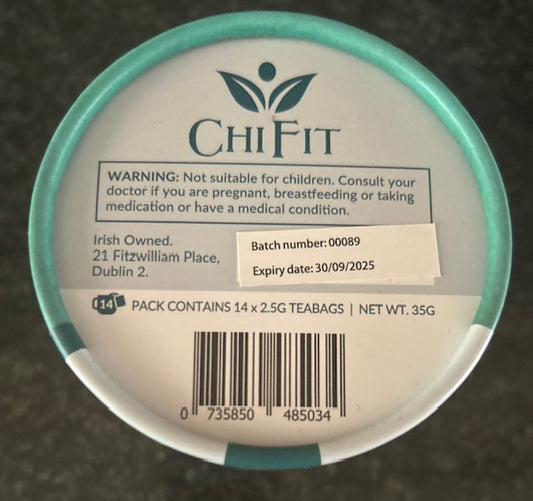 CHIFIT
WARNING: Not suitable for children. Consult your
doctor if you are pregnant, breastfeeding or taking
medication or have a medical condition.
Irish Owned.
21 Fitzwilliam Place,
Dublin 2.
Batch number: 00089
Expiry date: 30/09/2025
14 PACK CONTAINS 14 x 2.5G TEABAGS | NET WT. 35G
0 735850 485034